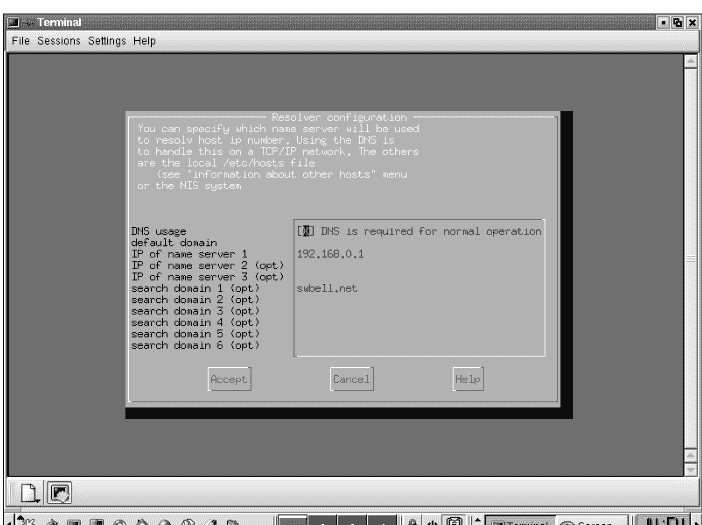 Terminal
File Sessions Settings Help
Resolver configuration
You can specify which name server will be used
to resolv host ip number. Using the DNS is
to handle this on a TCP/IP network. The others
are the local /etc/hosts file
(see "information about other hosts" menu
or the NIS system
DNS usage [X] DNS is required for normal operation
default domain
IP of name server 1 192.168.0.1
IP of name server 2 (opt)
IP of name server 3 (opt)
search domain 1 (opt) swbell.net
search domain 2 (opt)
search domain 3 (opt)
search domain 4 (opt)
search domain 5 (opt)
search domain 6 (opt)
Accept Cancel Help
Terminal